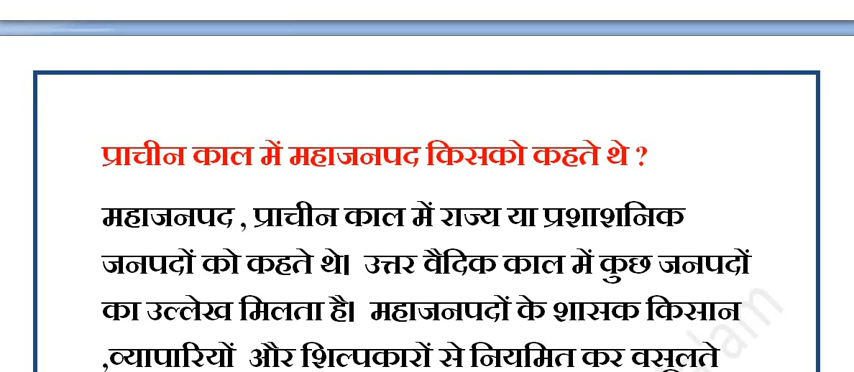 प्राचीन काल में महाजनपद किसको कहते थे ?
महाजनपद , प्राचीन काल में राज्य या प्रशाशनिक
जनपदों को कहते थे। उत्तर वैदिक काल में कुछ जनपदों
का उल्लेख मिलता है। महाजनपदों के शासक किसान
,व्यापारियों और शिल्पकारों से नियमित कर वसूलते